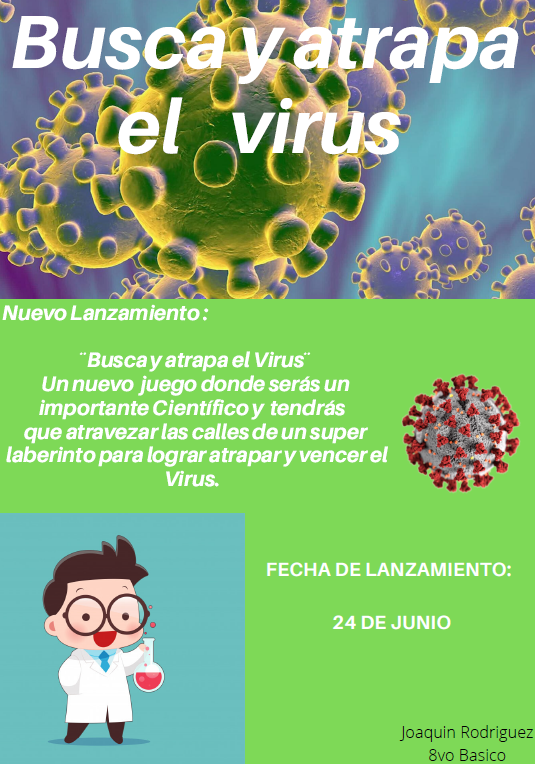 Busca y atrapa
el virus
Nuevo Lanzamiento :
¨Busca y atrapa el Virus¨
Un nuevo juego donde serás un
importante Científico y tendrás
que atravezar las calles de un super
laberinto para lograr atrapar y vencer el
Virus.
FECHA DE LANZAMIENTO:
24 DE JUNIO
Joaquin Rodriguez
8vo Basico